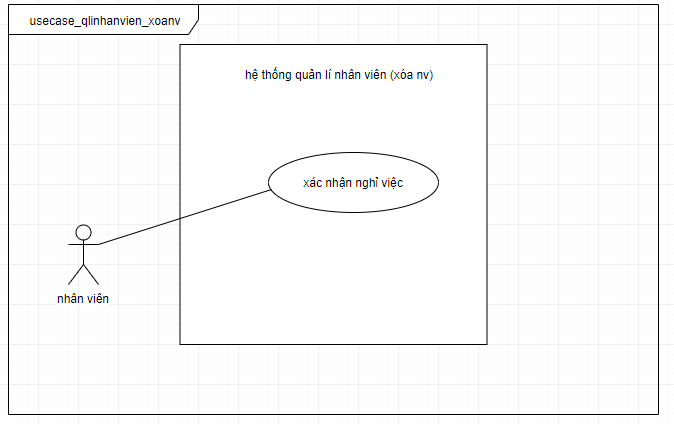 usecase_qlinhanvien_xoanv
hệ thống quản lí nhân viên (xóa nv)
xác nhận nghỉ việc
nhân viên